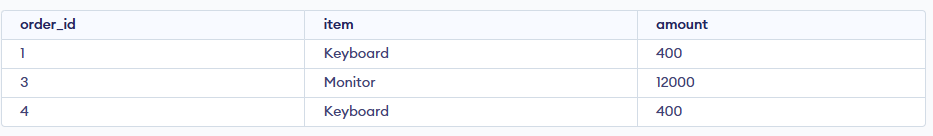 order_id item amount
1 Keyboard 400
3 Monitor 12000
4 Keyboard 400